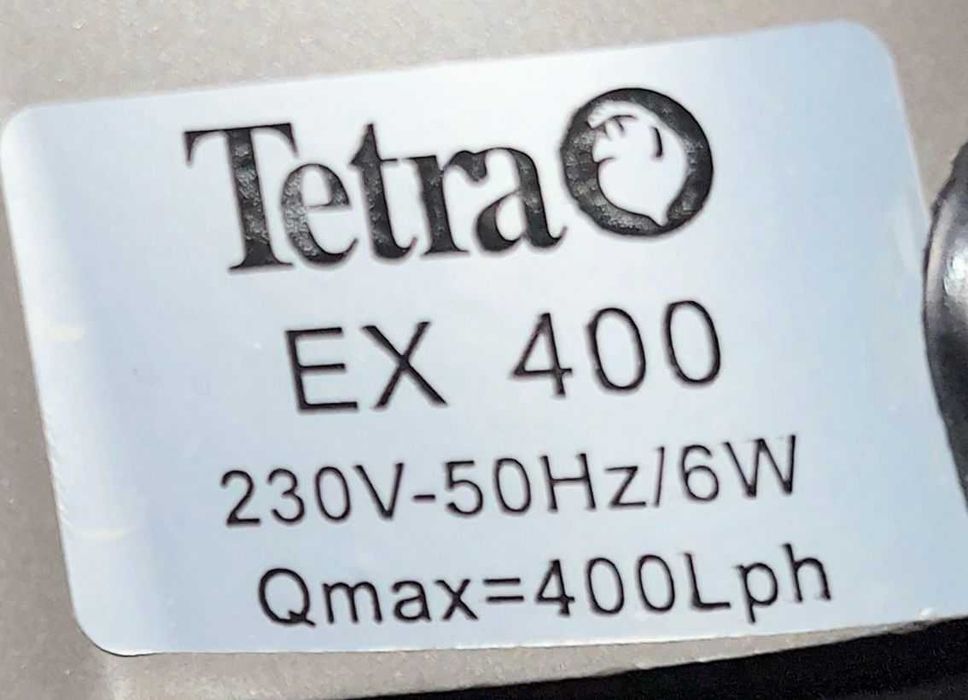 Tetra
EX 400
230V-50Hz/6W
Qmax=400Lph